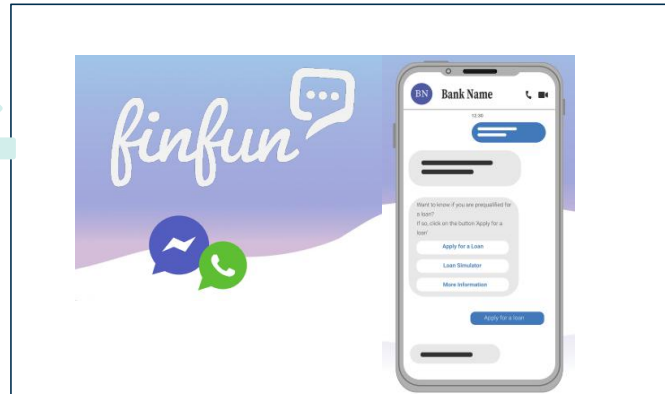 finfun
BN
Bank Name
12:30
Want to know if you are prequalified for
a loan?
If so, click on the button 'Apply for a
loan'
Apply for a Loan
Loan Simulator
More Information
Apply for a loan